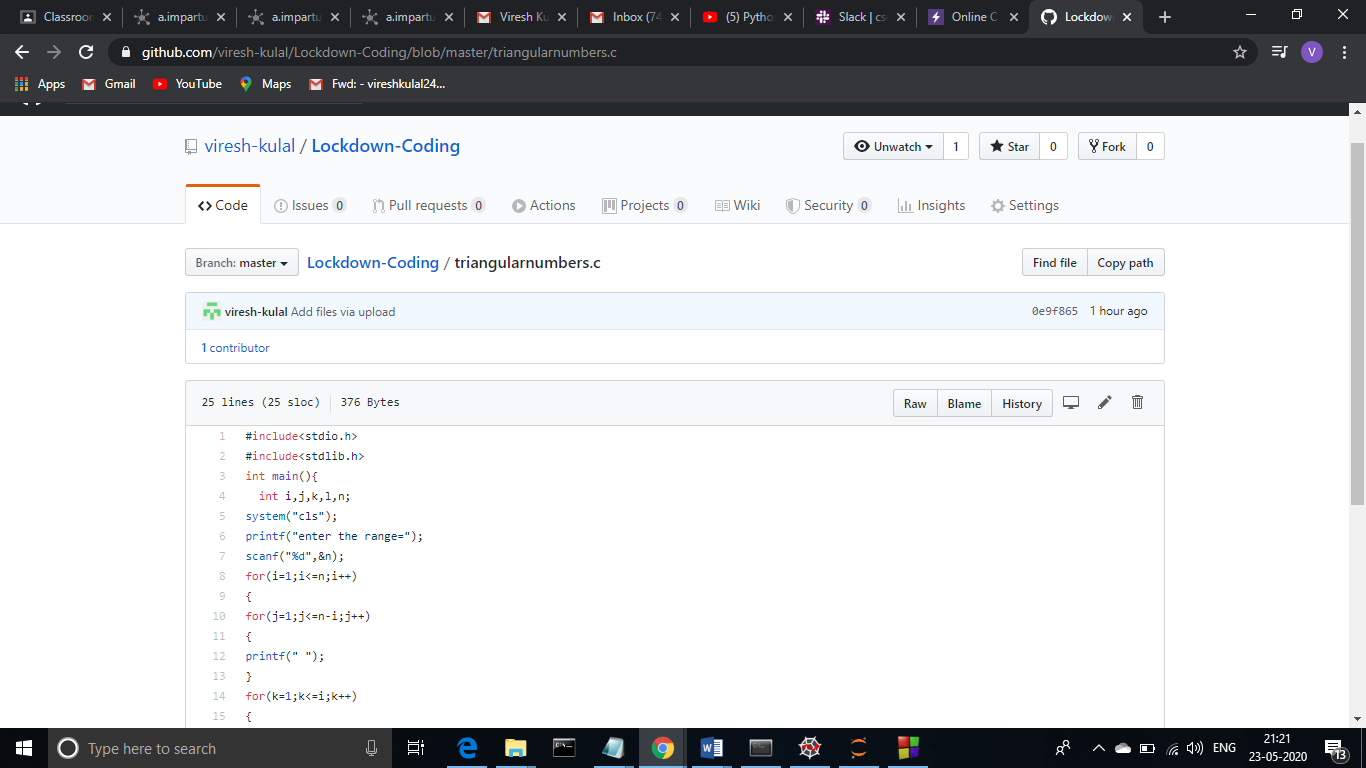 Classroom a.impartu a.impartu a.impartu Viresh Ku Inbox (74 (5) Pytho Slack | cs Online C Lockdow
github.com/viresh-kulal/Lockdown-Coding/blob/master/triangularnumbers.c V
Apps Gmail YouTube Maps Fwd: - vireshkulal24...
viresh-kulal / Lockdown-Coding Unwatch 1 Star 0 Fork 0
Code Issues 0 Pull requests 0 Actions Projects 0 Wiki Security 0 Insights Settings
Branch: master Lockdown-Coding / triangularnumbers.c Find file Copy path
viresh-kulal Add files via upload 0e9f865 1 hour ago
1 contributor
25 lines (25 sloc) 376 Bytes Raw Blame History
1 #include<stdio.h>
2 #include<stdlib.h>
3 int main(){
4 int i,j,k,l,n;
5 system("cls");
6 printf("enter the range=");
7 scanf("%d",&n);
8 for(i=1;i<=n;i++)
9 {
10 for(j=1;j<=n-i;j++)
11 {
12 printf(" ");
13 }
14 for(k=1;k<=i;k++)
15 {
Type here to search ENG 21:21 23-05-2020 13